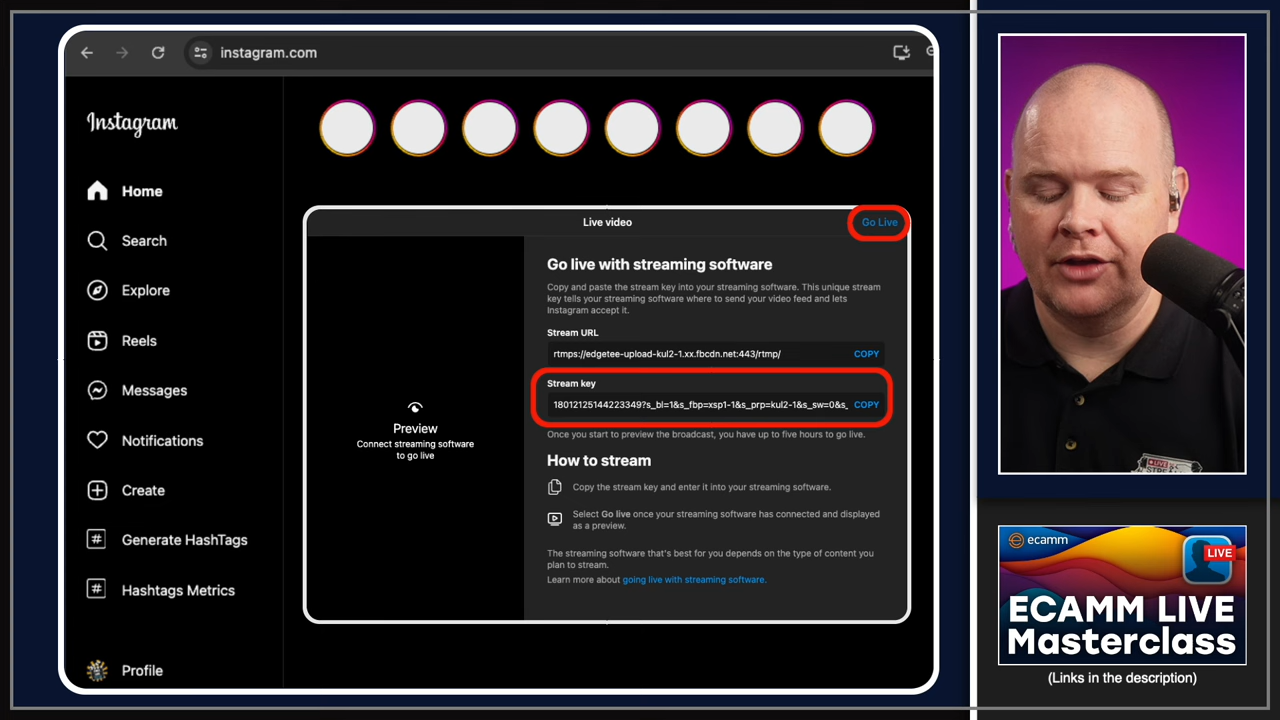 instagram.com
Instagram
Home
Search
Explore
Reels
Messages
Notifications
Create
Generate HashTags
Hashtags Metrics
Profile
Live video
Go Live
Preview
Connect streaming software
to go live
Go live with streaming software
Copy and paste the stream key into your streaming software. This unique stream
key tells your streaming software where to send your video feed and lets
Instagram accept it.
Stream URL
rtmps://edgetee-upload-kul2-1.xx.fbcdn.net:443/rtmp/
COPY
Stream key
18012125144223349?s_bl=1&s_fbp=xsp1-1&s_prp=kul2-1&s_sw=0&s_
COPY
Once you start to preview the broadcast, you have up to five hours to go live.
How to stream
Copy the stream key and enter it into your streaming software.
Select Go live once your streaming software has connected and displayed
as a preview.
The streaming software that's best for you depends on the type of content you
plan to stream.
Learn more about going live with streaming software.
LIVE
ecamm
LIVE
ECAMM LIVE
Masterclass
(Links in the description)